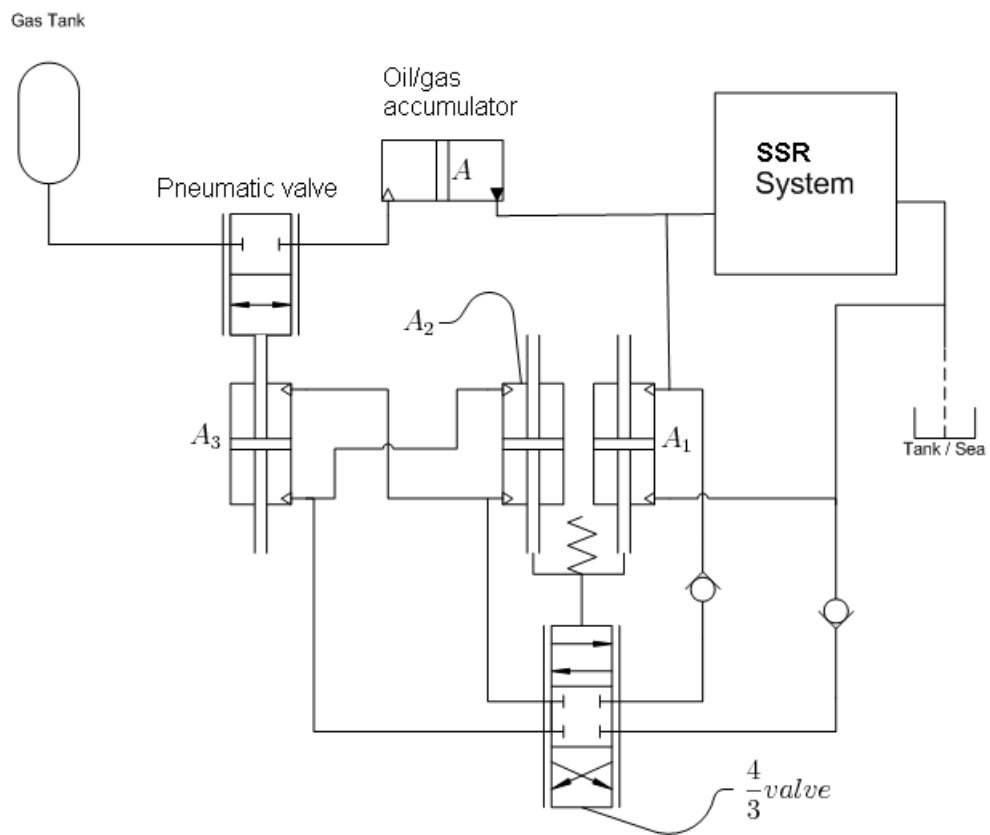 Gas Tank
Oil/gas
accumulator
SSR
System
A
Pneumatic valve
A₂
A₃
A₁
Tank / Sea
4/3 valve